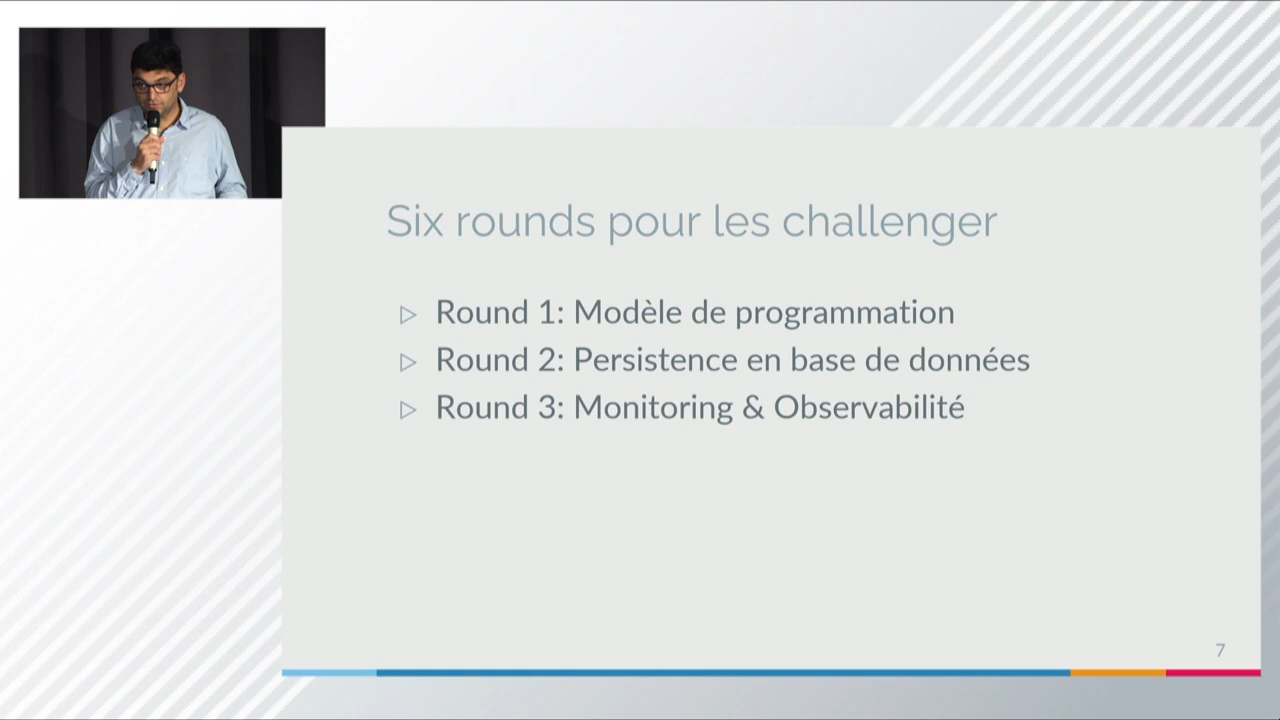 Six rounds pour les challenger
Round 1: Modèle de programmation
Round 2: Persistence en base de données
Round 3: Monitoring & Observabilité
7